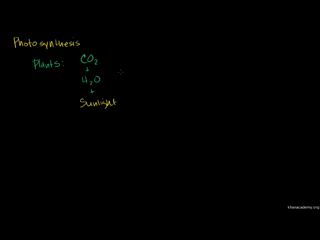 Photosynthesis
Plants: CO2
+
H2O
+
Sunlight
khanacademy.org